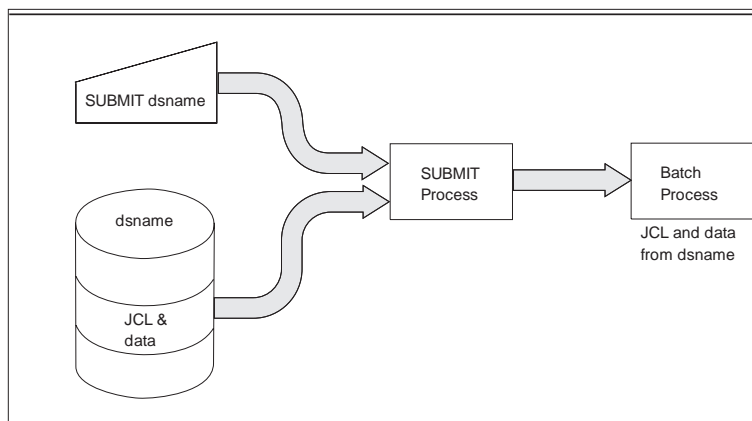 SUBMIT dsname
dsname
JCL &
data
SUBMIT
Process
Batch
Process
JCL and data
from dsname